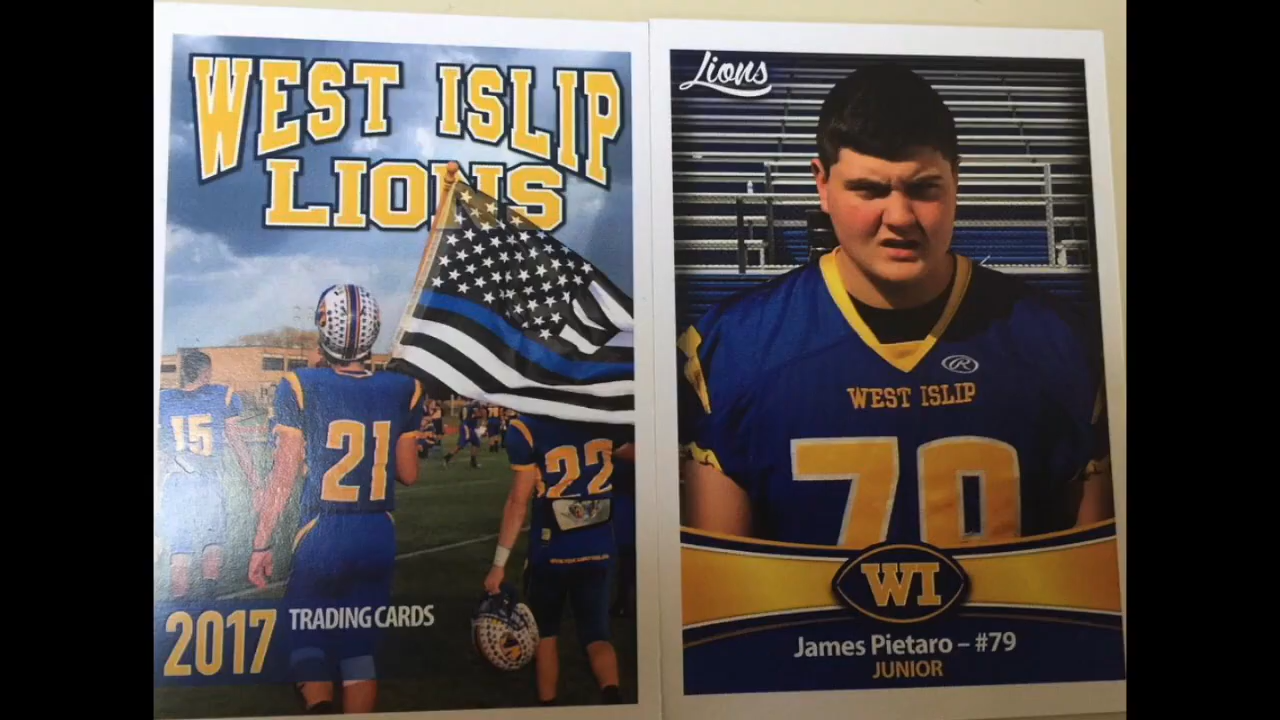 WEST ISLIP
LIONS
15
21
22
2017 TRADING CARDS
Lions
R
WEST ISLIP
79
WI
James Pietaro – #79
JUNIOR